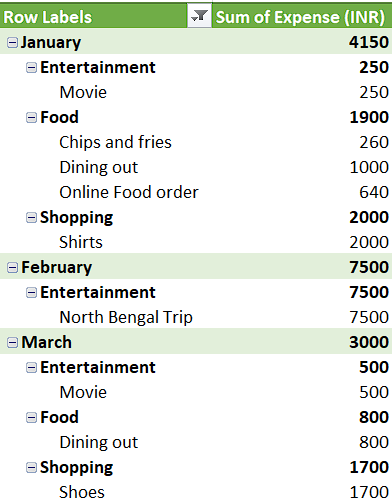 Row Labels Sum of Expense (INR)
January 4150
Entertainment 250
Movie 250
Food 1900
Chips and fries 260
Dining out 1000
Online Food order 640
Shopping 2000
Shirts 2000
February 7500
Entertainment 7500
North Bengal Trip 7500
March 3000
Entertainment 500
Movie 500
Food 800
Dining out 800
Shopping 1700
Shoes 1700